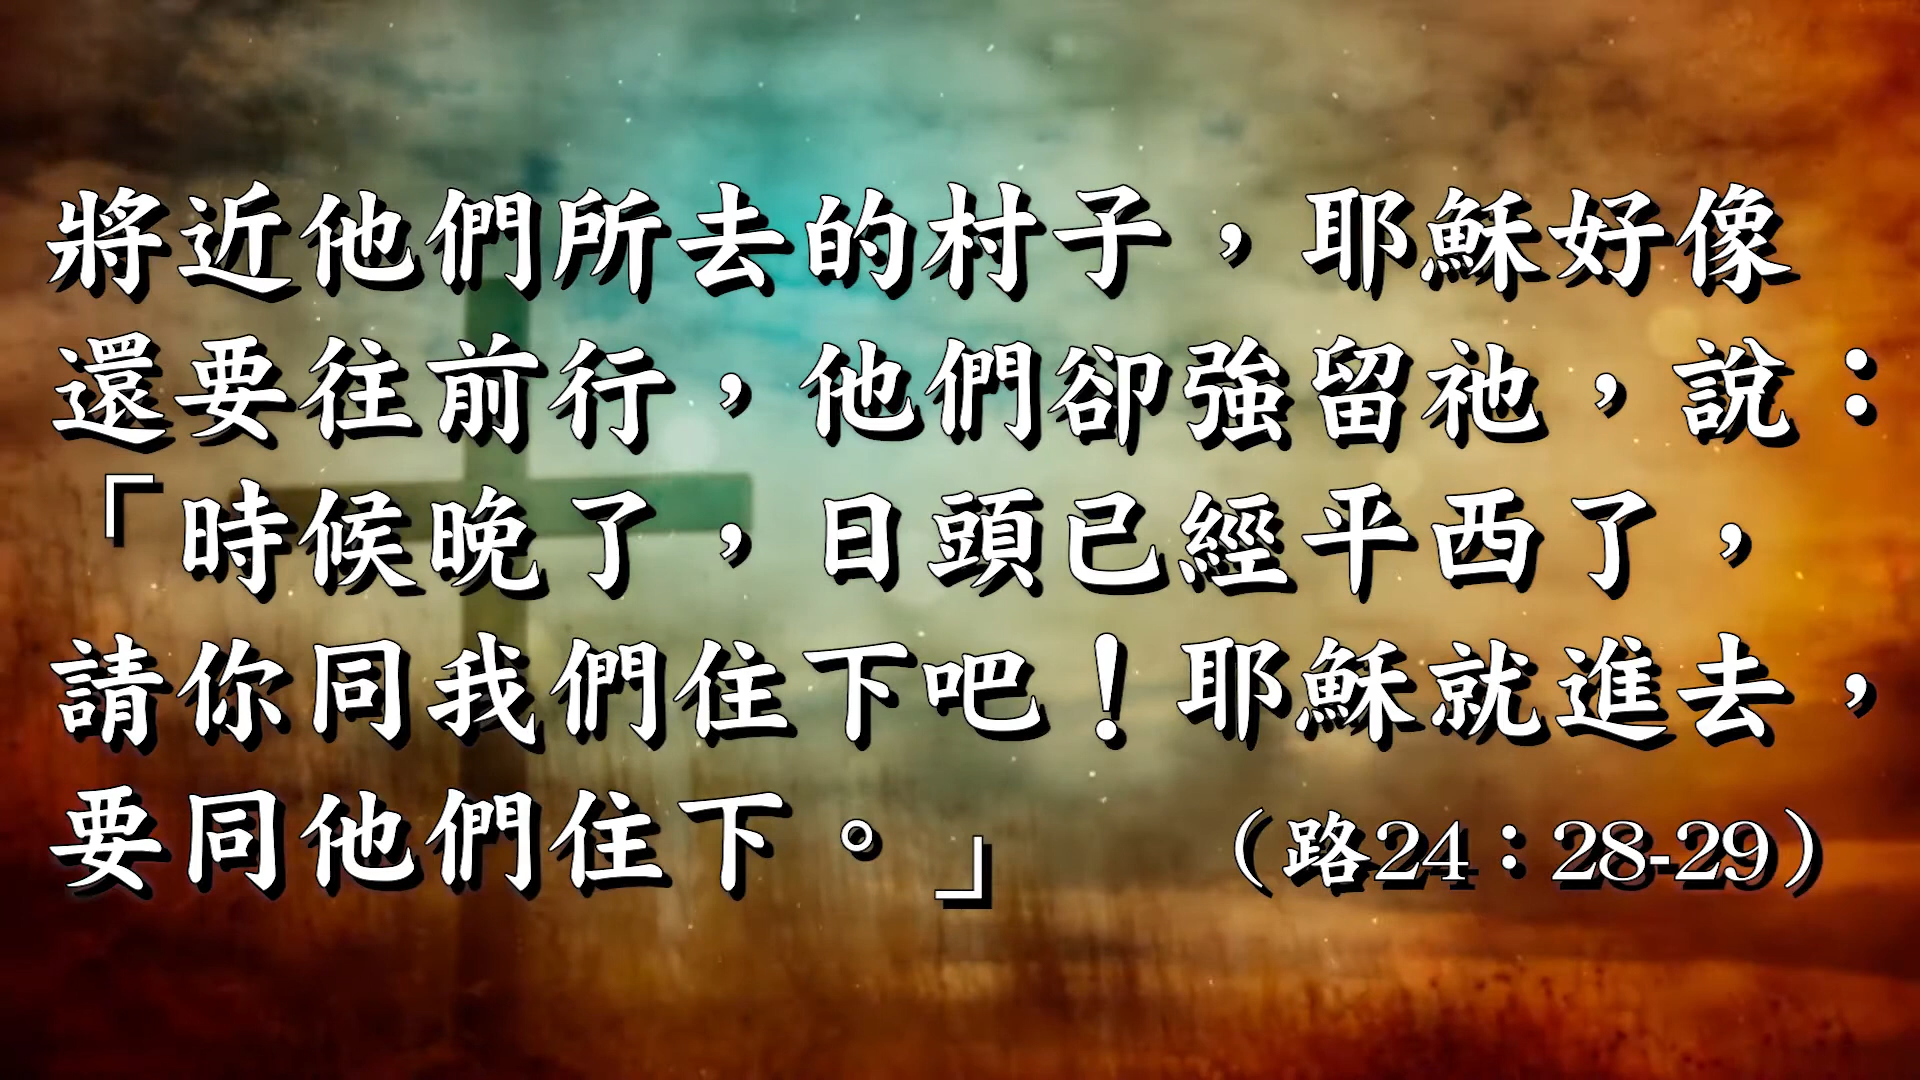 將近他們所去的村子，耶穌好像
還要往前行，他們卻強留祂，說：
「時候晚了，日頭已經平西了，
請你同我們住下吧！耶穌就進去，
要同他們住下。」 （路24：28-29）